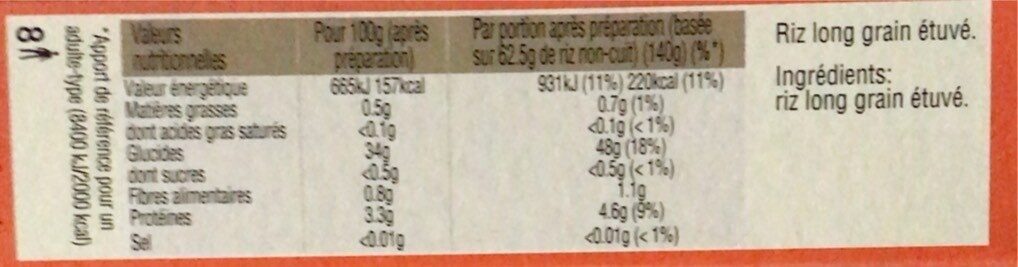 Valeurs nutritionnelles Pour 100g (après préparation) Par portion après préparation (basée sur 62.5g de riz non-cuit) (140g) (%*)
Valeur énergétique 665kJ 157kcal 931kJ (11%) 220kcal (11%)
Matières grasses 0.5g 0.7g (1%)
dont acides gras saturés <0.1g <0.1g (<1%)
Glucides 34g 48g (18%)
dont sucres <0.5g <0.5g (<1%)
Fibres alimentaires 0.8g 1.1g
Protéines 3.3g 4.6g (9%)
Sel <0.01g <0.01g (<1%)
*Apport de référence pour un
adulte-type (8400 kJ/2000 kcal)
Riz long grain étuvé.
Ingrédients:
riz long grain étuvé.